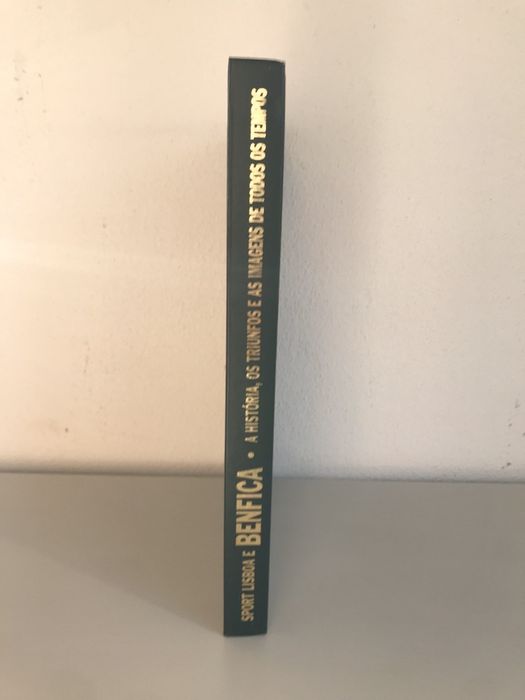 SPORT LISBOA E BENFICA • A HISTÓRIA, OS TRIUNFOS E AS IMAGENS DE TODOS OS TEMPOS